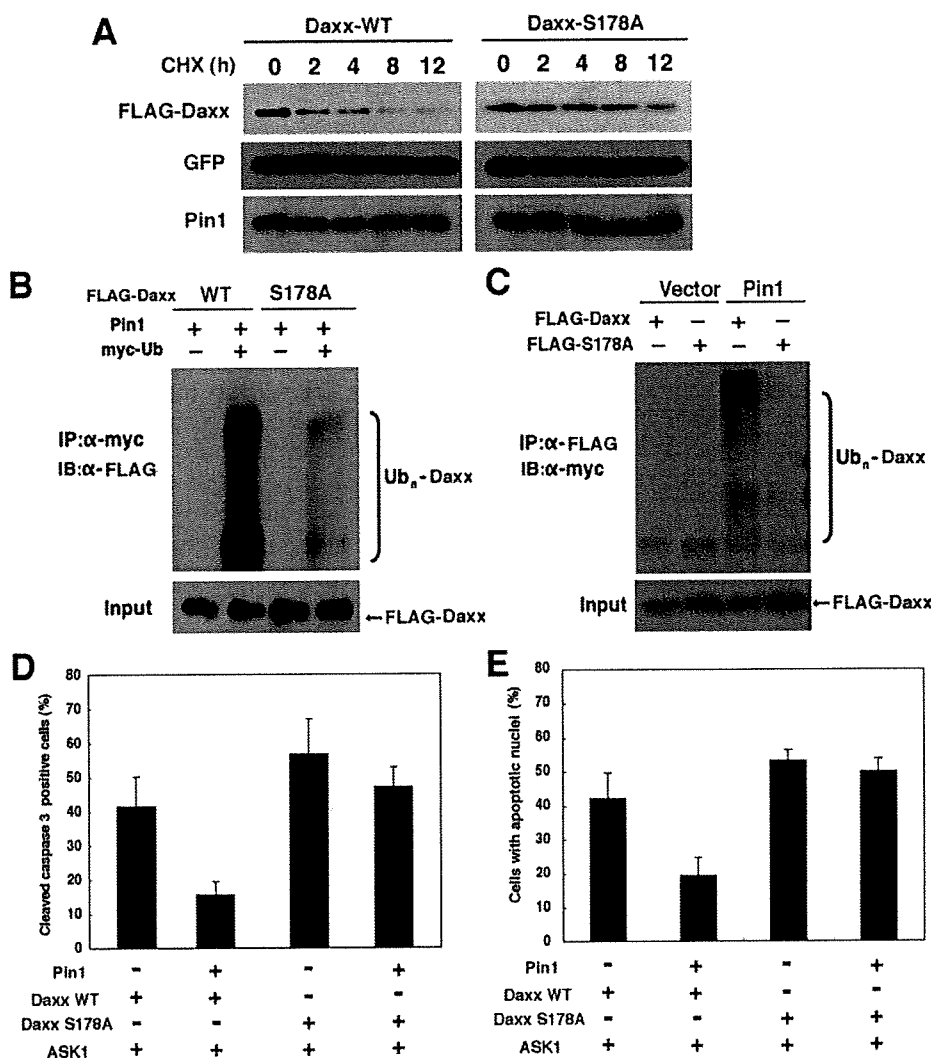 A
Daxx-WT Daxx-S178A
CHX (h) 0 2 4 8 12 0 2 4 8 12
FLAG-Daxx
GFP
Pin1
B
FLAG-Daxx WT S178A
Pin1 + + + +
myc-Ub - + - +
IP:α-myc
IB:α-FLAG
Ubn-Daxx
Input
←FLAG-Daxx
C
Vector Pin1
FLAG-Daxx + - + -
FLAG-S178A - + - +
IP:α-FLAG
IB:α-myc
Ubn-Daxx
Input
←FLAG-Daxx
D
Cleaved caspase 3 positive cells (%)
80
70
60
50
40
30
20
10
0
Pin1 - + - +
Daxx WT + + - -
Daxx S178A - - + +
ASK1 + + + +
E
Cells with apoptotic nuclei (%)
80
70
60
50
40
30
20
10
0
Pin1 - + - +
Daxx WT + + - -
Daxx S178A - - + +
ASK1 + + + +